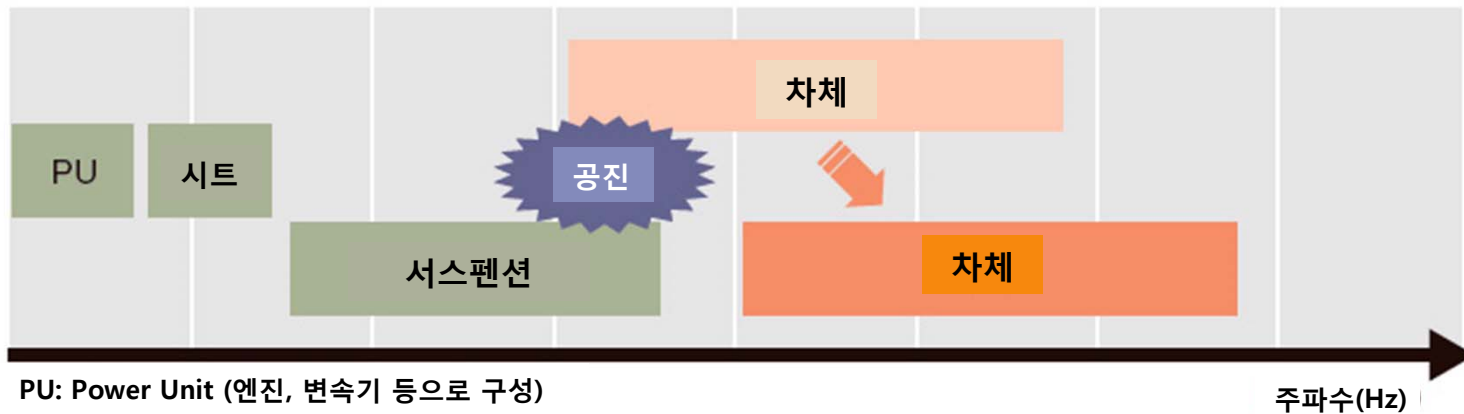 차체
PU
시트
공진
서스펜션
차체
PU: Power Unit (엔진, 변속기 등으로 구성)
주파수(Hz)